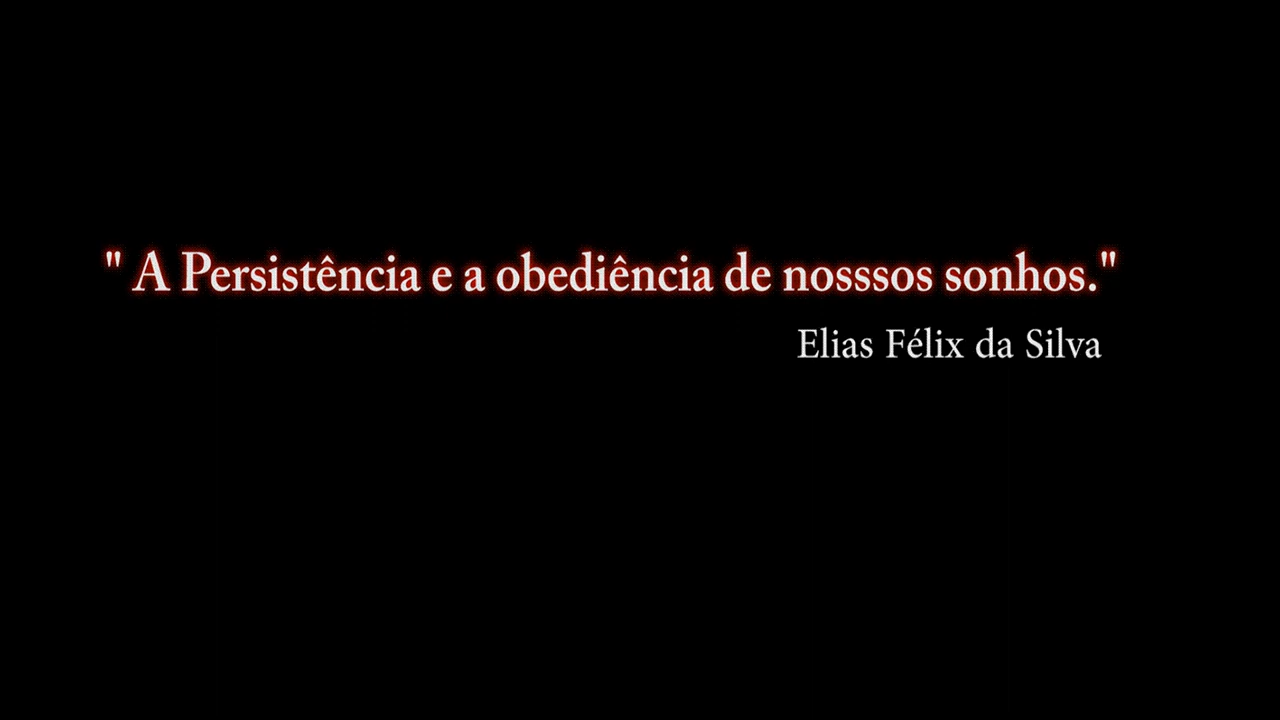 " A Persistência e a obediência de nosssos sonhos."
Elias Félix da Silva